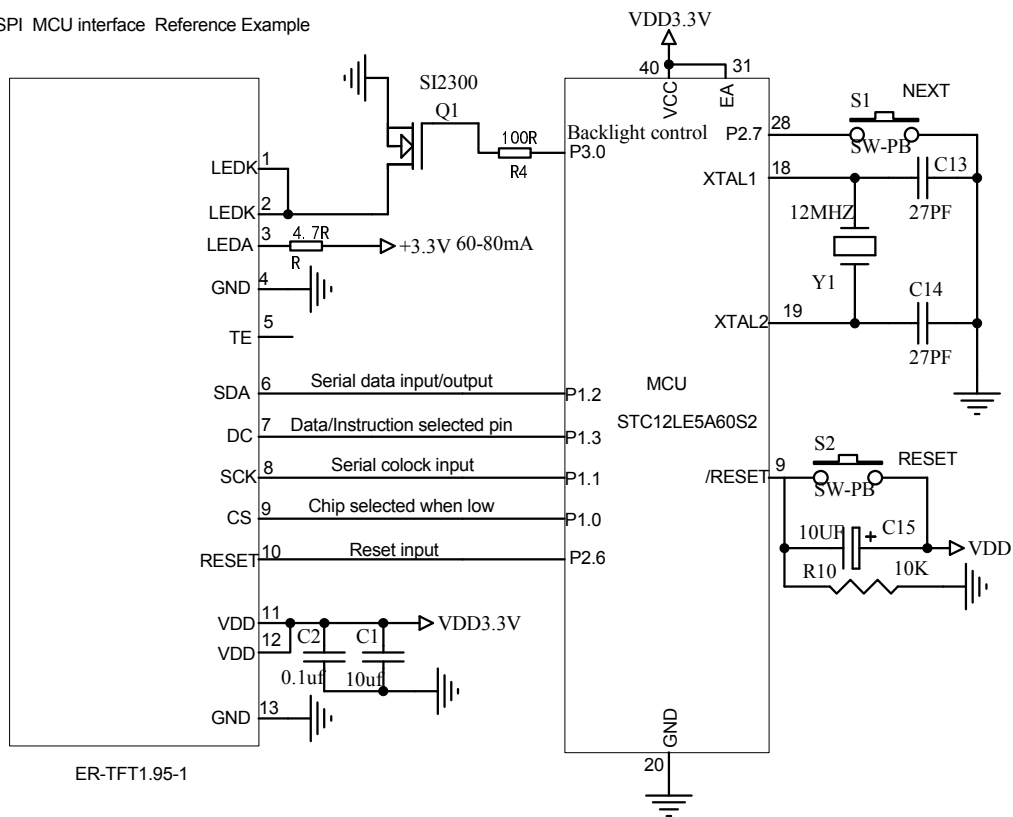 SPI MCU interface Reference Example
VDD3.3V
40
31
VCC
EA
SI2300
Q1
100R
R4
Backlight control
P3.0
P2.7
28
S1
NEXT
SW-PB
XTAL1
18
C13
27PF
12MHZ
Y1
C14
XTAL2
19
27PF
LEDK
1
LEDK
2
LEDA
3
4.7R
R
+3.3V
60-80mA
GND
4
TE
5
SDA
6
Serial data input/output
P1.2
DC
7
Data/Instruction selected pin
P1.3
SCK
8
Serial colock input
P1.1
CS
9
Chip selected when low
P1.0
RESET
10
Reset input
P2.6
MCU
STC12LE5A60S2
/RESET
9
S2
RESET
SW-PB
10UF
+
C15
VDD
R10
10K
VDD
11
VDD
12
C2
C1
VDD3.3V
0.1uf
10uf
GND
13
GND
20
ER-TFT1.95-1